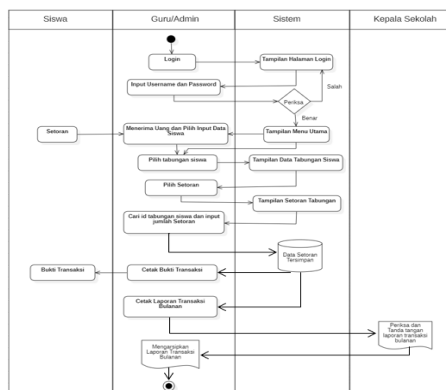 Siswa
Guru/Admin
Sistem
Kepala Sekolah
Login
Tampilan Halaman Login
Input Username dan Password
Salah
Periksa
Benar
Setoran
Menerima Uang dan Pilih Input Data
Siswa
Tampilan Menu Utama
Pilih tabungan siswa
Tampilan Data Tabungan Siswa
Pilih Setoran
Tampilan Setoran Tabungan
Cari id tabungan siswa dan input
jumlah Setoran
Data Setoran
Tersimpan
Bukti Transaksi
Cetak Bukti Transaksi
Cetak Laporan Transaksi
Bulanan
Periksa dan
Tanda tangan
laporan transaksi
bulanan
Mengarsipkan
Laporan Transaksi
Bulanan